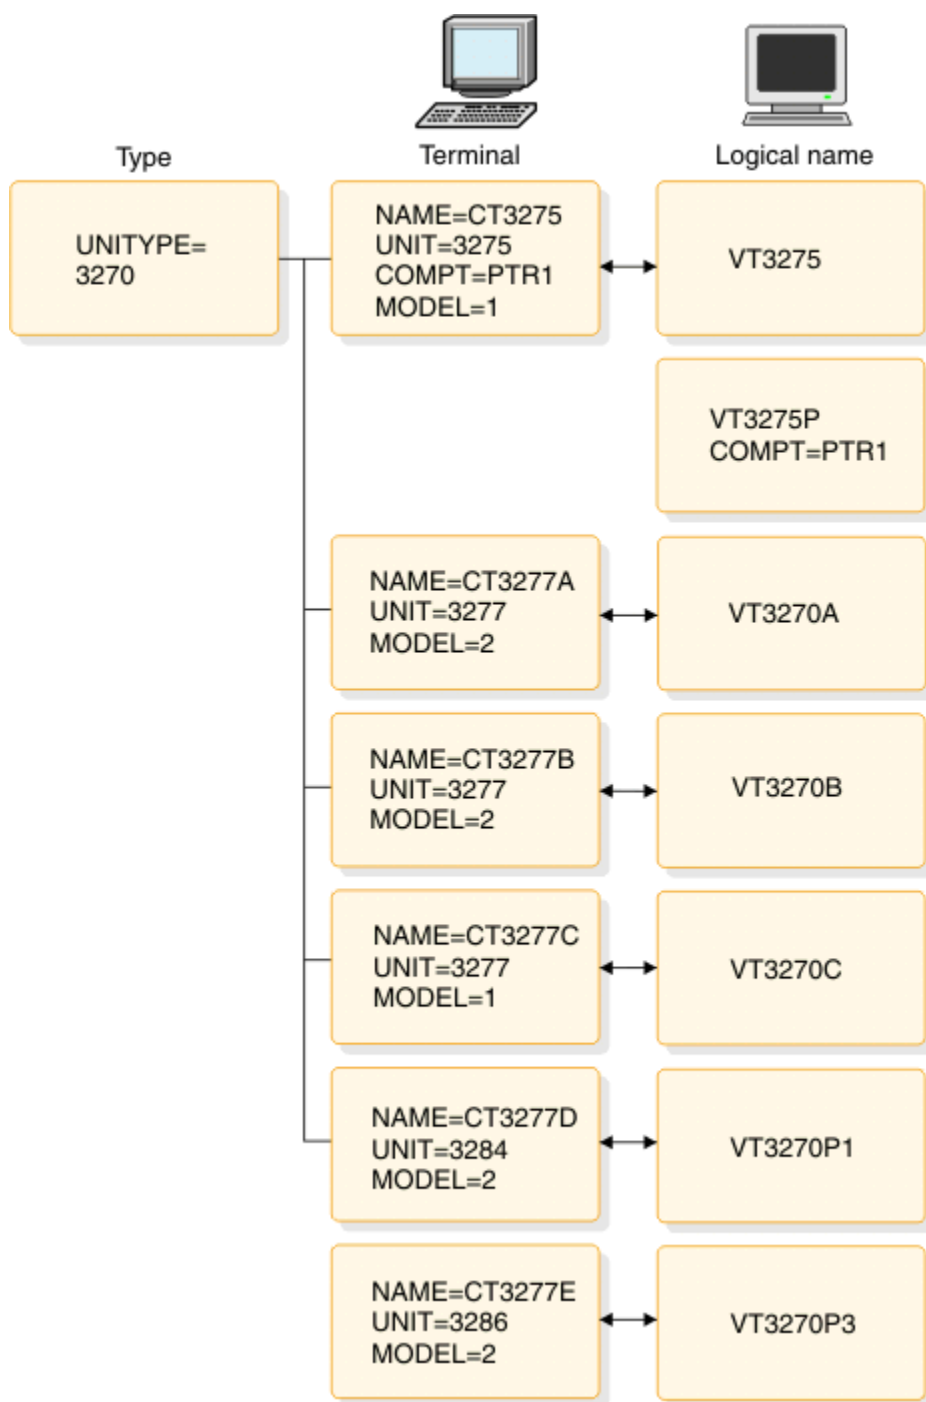 Type
Terminal
Logical name
UNITYPE=
3270
NAME=CT3275
UNIT=3275
COMPT=PTR1
MODEL=1
VT3275
VT3275P
COMPT=PTR1
NAME=CT3277A
UNIT=3277
MODEL=2
VT3270A
NAME=CT3277B
UNIT=3277
MODEL=2
VT3270B
NAME=CT3277C
UNIT=3277
MODEL=1
VT3270C
NAME=CT3277D
UNIT=3284
MODEL=2
VT3270P1
NAME=CT3277E
UNIT=3286
MODEL=2
VT3270P3